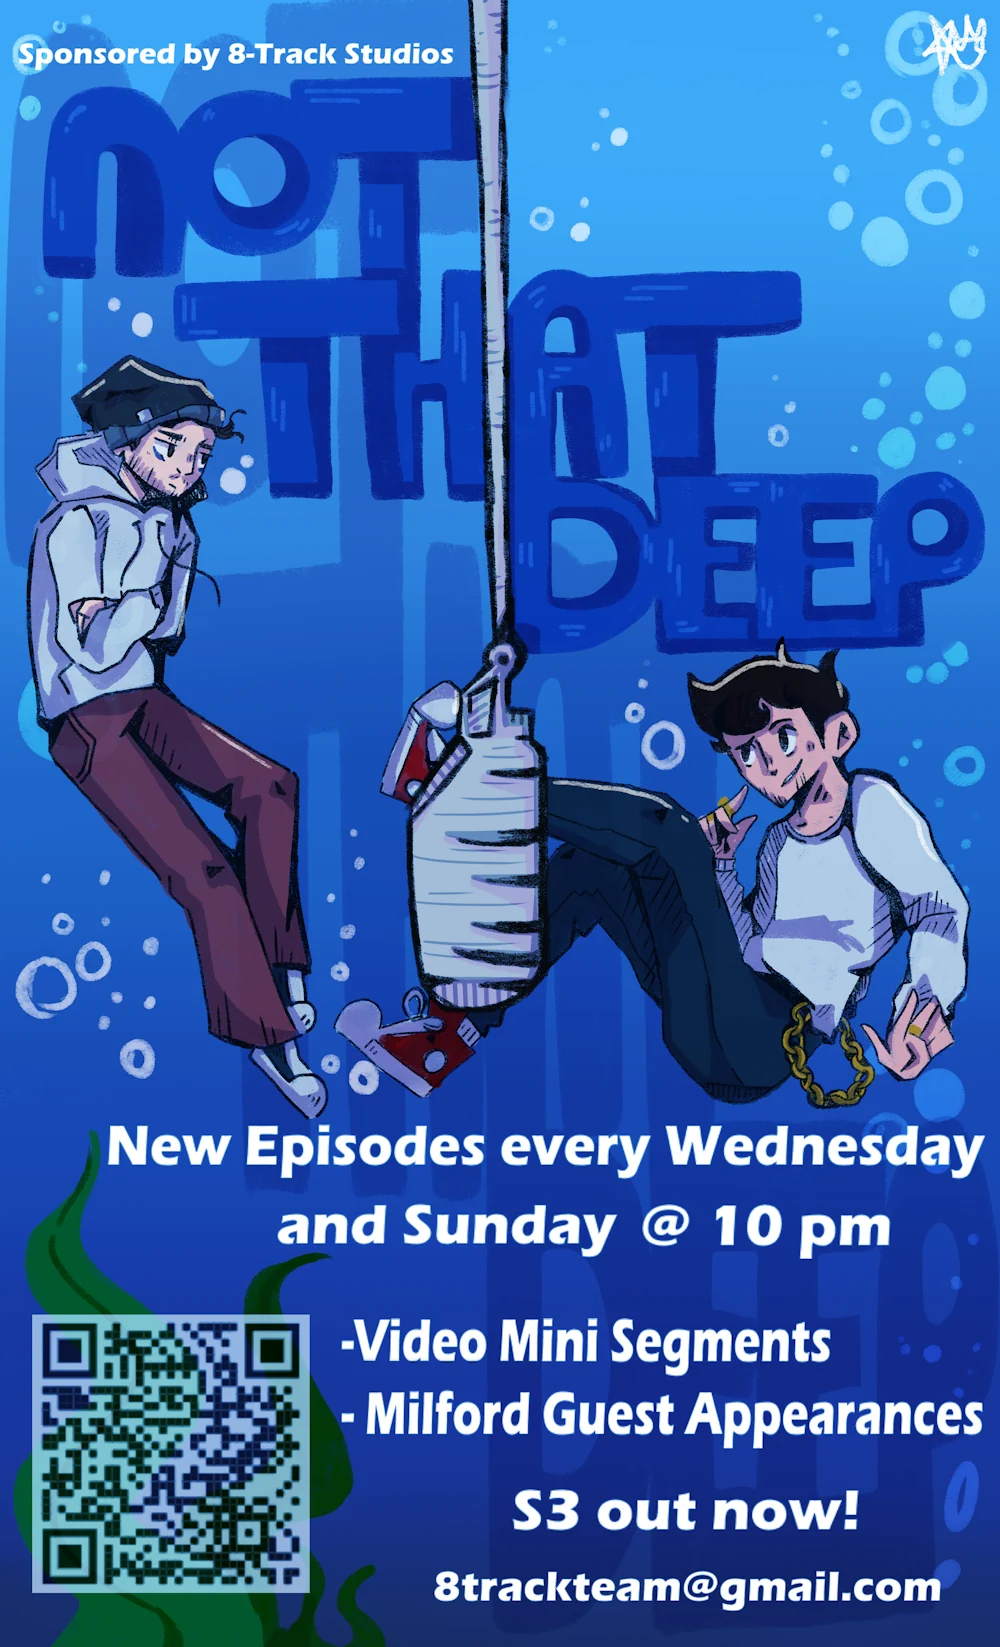 Sponsored by 8-Track Studios
NOT
THAT
DEEP
New Episodes every Wednesday
and Sunday @ 10 pm
-Video Mini Segments
- Milford Guest Appearances
S3 out now!
8trackteam@gmail.com